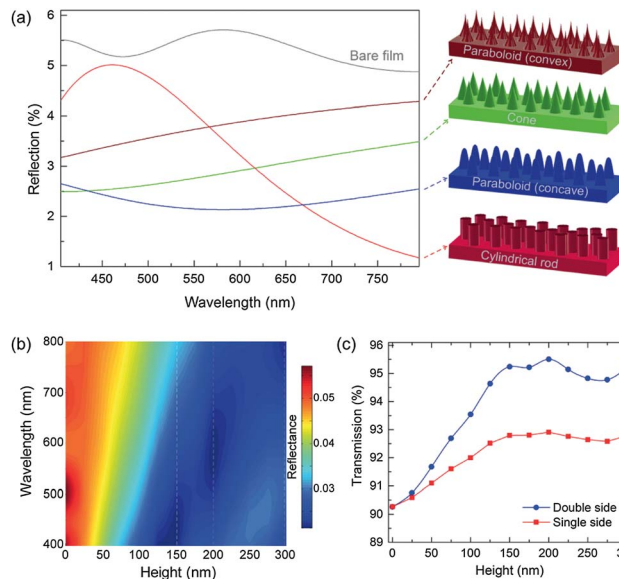 (a)
6
5
4
3
2
1
Reflection (%)
450
500
550
600
650
700
750
Wavelength (nm)
Bare film
Paraboloid (convex)
Cone
Paraboloid (concave)
Cylindrical rod
(b)
800
700
600
500
400
Wavelength (nm)
0
50
100
150
200
250
300
Height (nm)
0.05
0.04
0.03
Reflectance
(c)
96
95
94
93
92
91
90
89
Transmission (%)
0
50
100
150
200
250
Height (nm)
Double side
Single side